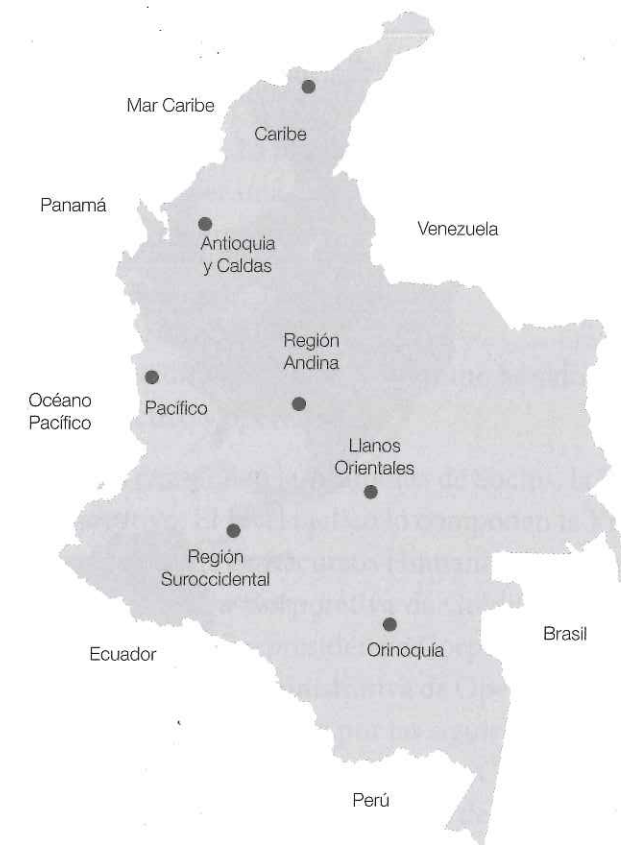 Mar Caribe
Caribe
Panamá
Venezuela
Antioquia
y Caldas
Región
Andina
Océano
Pacífico
Pacífico
Llanos
Orientales
Región
Suroccidental
Ecuador
Orinoquía
Brasil
Perú